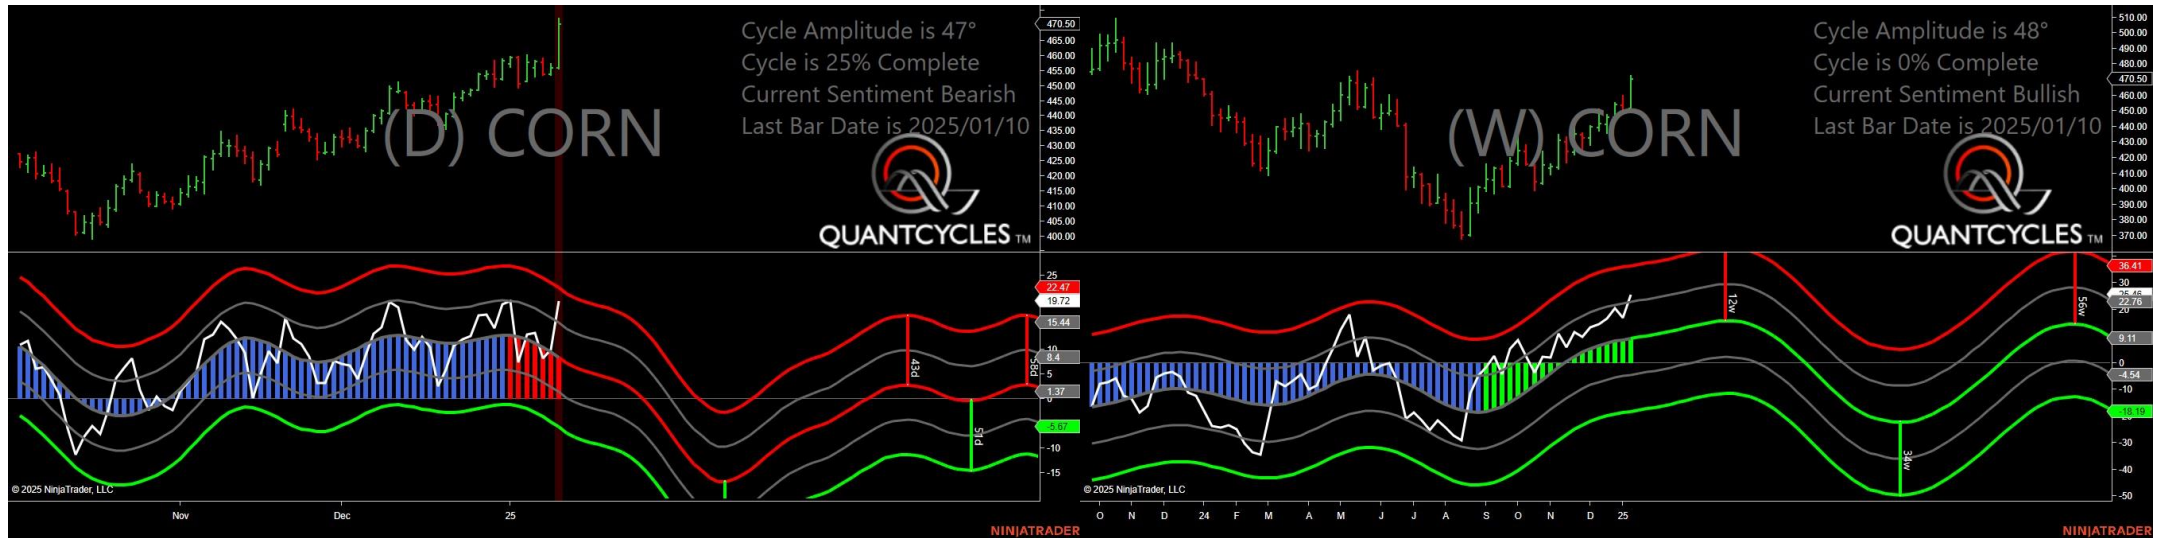 Cycle Amplitude is 47°
Cycle is 25% Complete
Current Sentiment Bearish
Last Bar Date is 2025/01/10
(D) CORN
QUANTCYCLES TM
470.50
465.00
460.00
455.00
450.00
445.00
440.00
435.00
430.00
425.00
420.00
415.00
410.00
405.00
400.00
25
22.47
19.72
15.44
10
8.4
5
1.37
0
-5.67
-10
-15
43d
51d
58d
© 2025 NinjaTrader, LLC
Nov
Dec
25
NINJATRADER
Cycle Amplitude is 48°
Cycle is 0% Complete
Current Sentiment Bullish
Last Bar Date is 2025/01/10
(W) CORN
QUANTCYCLES TM
510.00
500.00
490.00
480.00
470.50
460.00
450.00
440.00
430.00
420.00
410.00
400.00
390.00
380.00
370.00
36.41
30
22.76
20
9.11
0
-4.54
-10
-18.19
-30
-40
-50
12w
34w
56w
© 2025 NinjaTrader, LLC
O N D 24 F M A M J J A S O N D 25
NINJATRADER